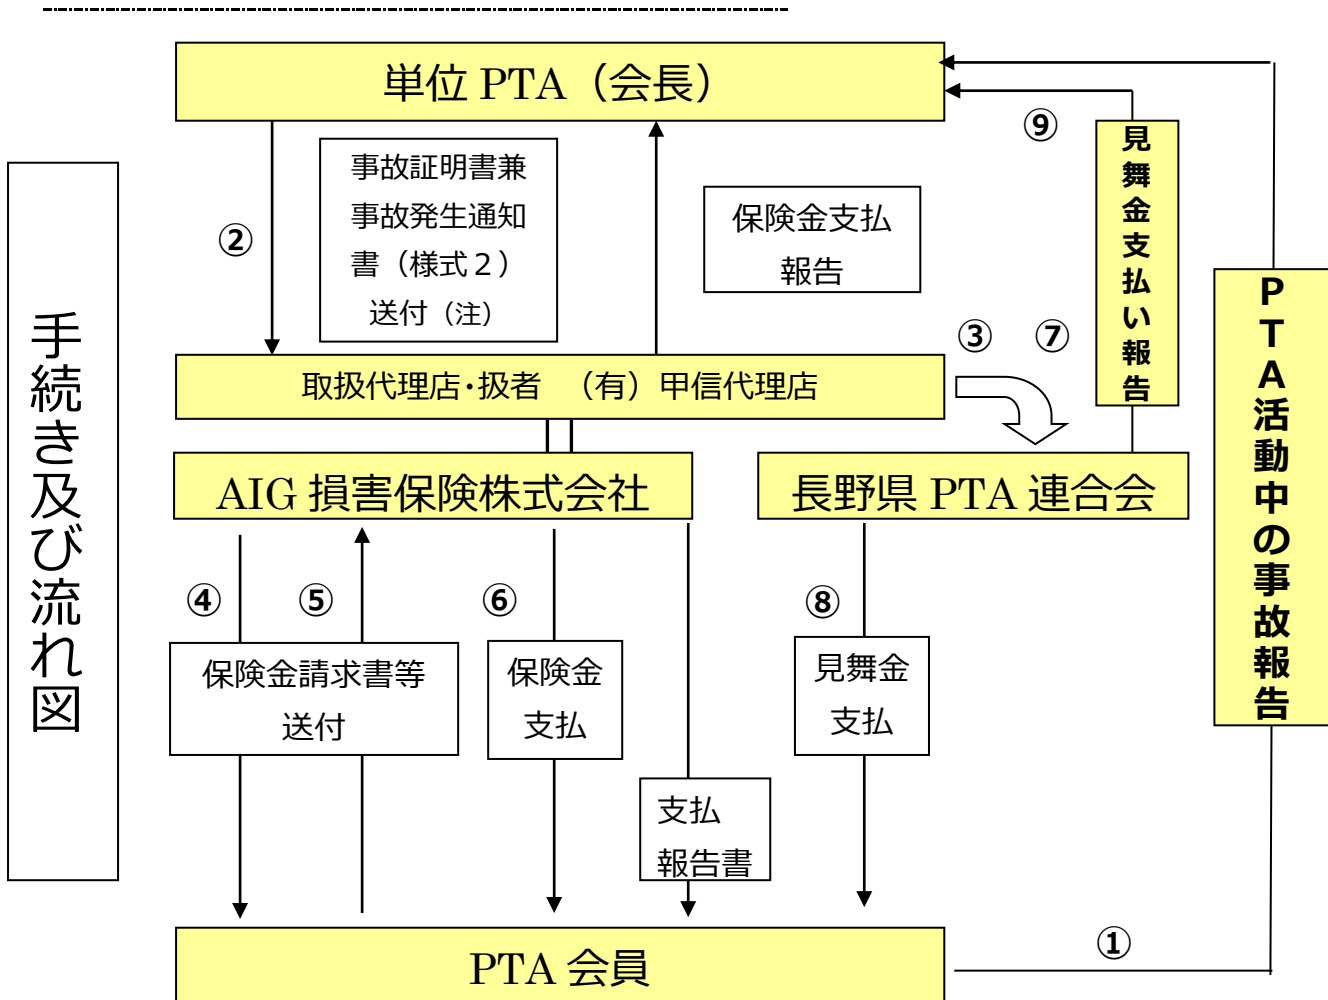 単位 PTA（会長）
⑨
見舞金支払い報告
事故証明書兼
事故発生通知
書（様式２）
送付（注）
②
保険金支払
報告
手続き及び流れ図
PTA活動中の事故報告
③
⑦
取扱代理店･扱者　（有）甲信代理店
AIG 損害保険株式会社
長野県 PTA 連合会
④
⑤
⑥
⑧
保険金請求書等
送付
保険金
支払
見舞金
支払
支払
報告書
①
PTA 会員